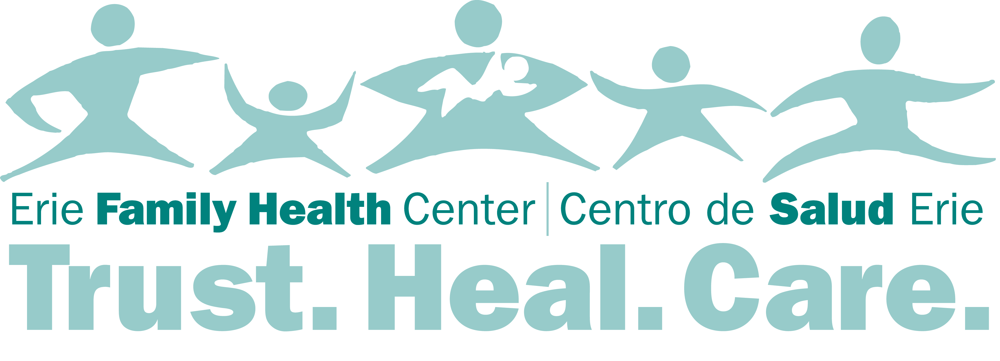 Erie Family Health Center | Centro de Salud Erie
Trust. Heal. Care.